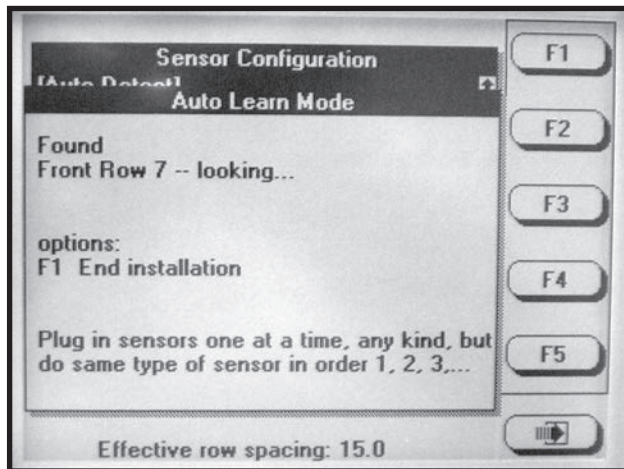 Sensor Configuration
[Auto Detect]
Auto Learn Mode
Found
Front Row 7 -- looking...
options:
F1 End installation
Plug in sensors one at a time, any kind, but
do same type of sensor in order 1, 2, 3,...
Effective row spacing: 15.0
F1
F2
F3
F4
F5